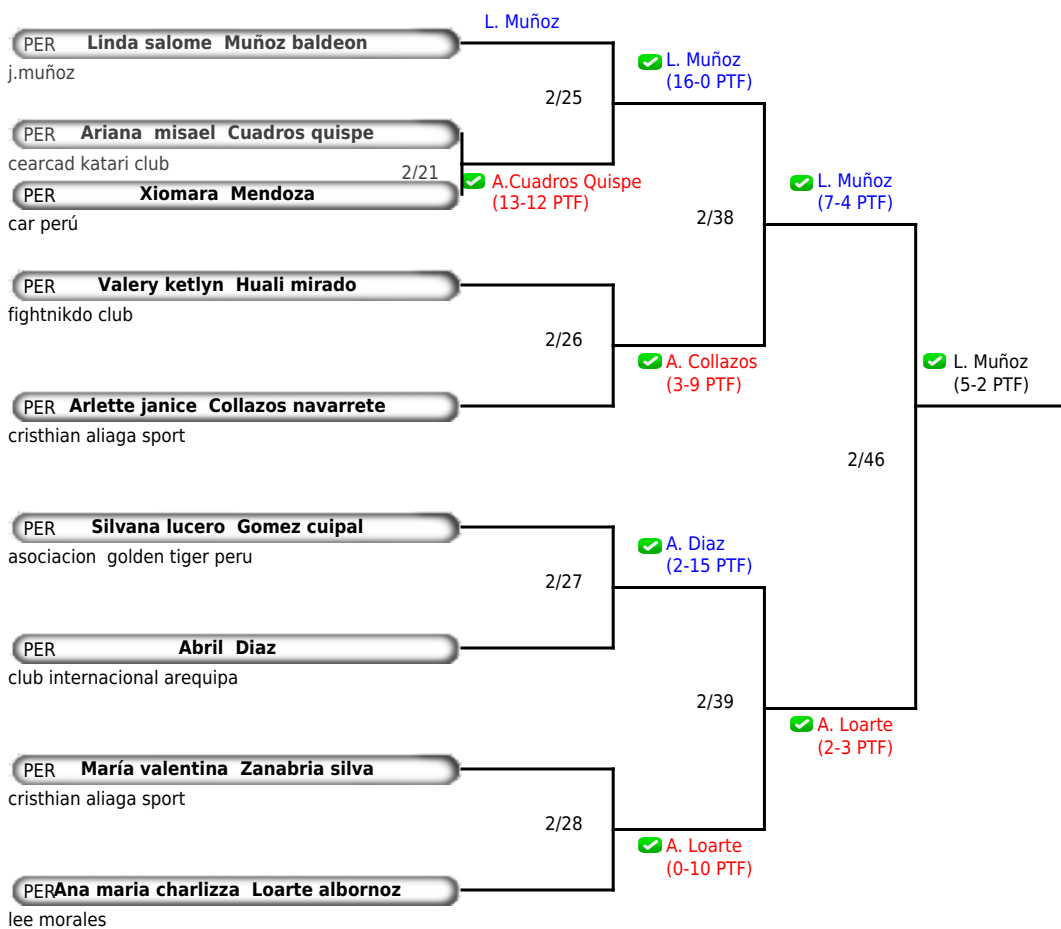 L. Muñoz
PER Linda salome  Muñoz baldeon
j.muñoz
L. Muñoz
(16-0 PTF)
2/25
PER Ariana  misael  Cuadros quispe
cearcad katari club
2/21
A.Cuadros Quispe
(13-12 PTF)
PER Xiomara  Mendoza
car perú
L. Muñoz
(7-4 PTF)
2/38
PER Valery ketlyn  Huali mirado
fightnikdo club
2/26
A. Collazos
(3-9 PTF)
L. Muñoz
(5-2 PTF)
PER Arlette janice  Collazos navarrete
cristhian aliaga sport
2/46
PER Silvana lucero  Gomez cuipal
asociacion  golden tiger peru
A. Diaz
(2-15 PTF)
2/27
PER Abril  Diaz
club internacional arequipa
2/39
A. Loarte
(2-3 PTF)
PER María valentina  Zanabria silva
cristhian aliaga sport
2/28
A. Loarte
(0-10 PTF)
PER Ana maria charlizza  Loarte albornoz
lee morales